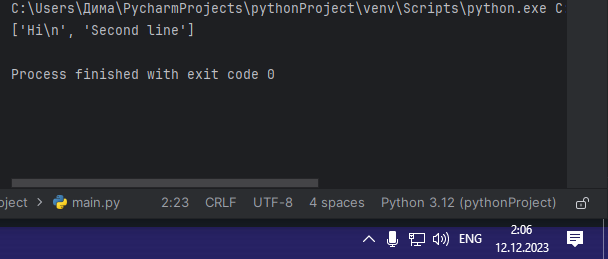 C:\Users\Дима\PycharmProjects\pythonProject\venv\Scripts\python.exe C
['Hi\n', 'Second line']
Process finished with exit code 0
oject > main.py 2:23 CRLF UTF-8 4 spaces Python 3.12 (pythonProject)
ENG 2:06
12.12.2023